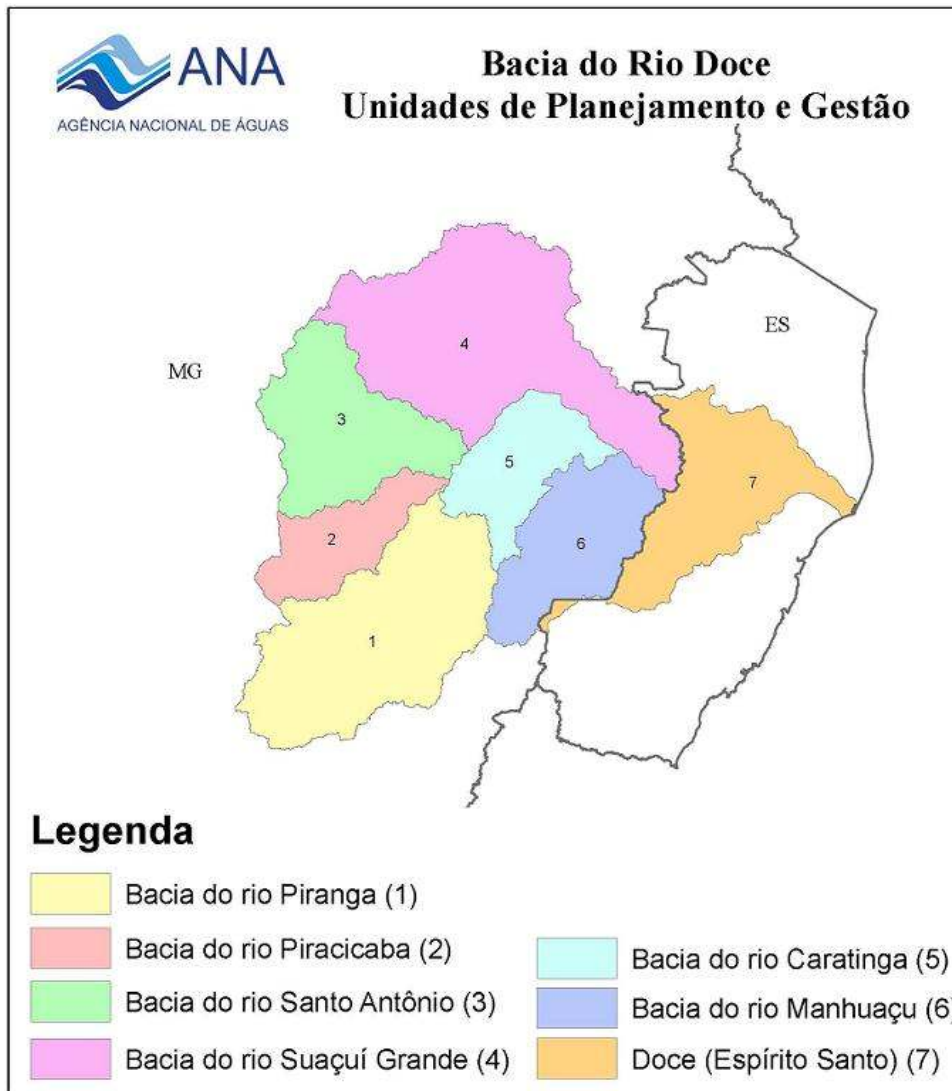 ANA
AGÊNCIA NACIONAL DE ÁGUAS
Bacia do Rio Doce
Unidades de Planejamento e Gestão
MG
ES
4
3
5
7
2
6
1
Legenda
Bacia do rio Piranga (1)
Bacia do rio Piracicaba (2)
Bacia do rio Santo Antônio (3)
Bacia do rio Suaçuí Grande (4)
Bacia do rio Caratinga (5)
Bacia do rio Manhuaçu (6)
Doce (Espírito Santo) (7)